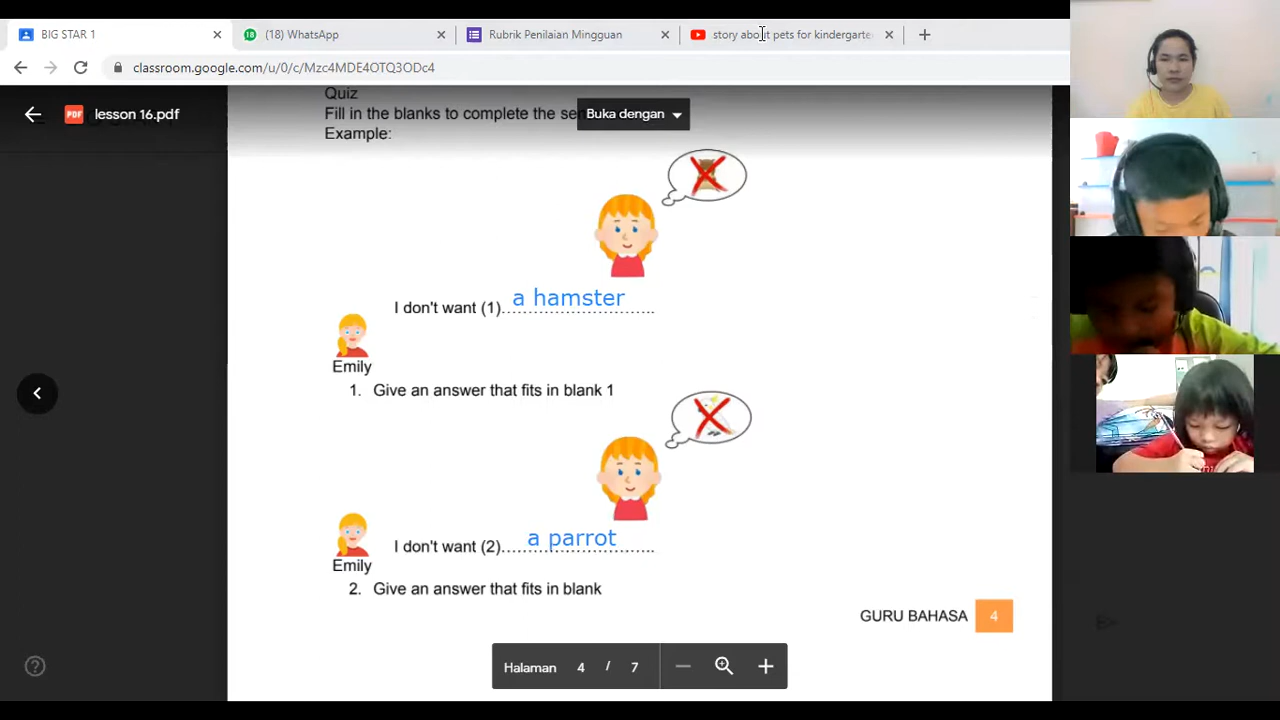 BIG STAR 1
(18) WhatsApp
Rubrik Penilaian Mingguan
story about pets for kindergarte
classroom.google.com/u/0/c/Mzc4MDE4OTQ3ODc4
PDF lesson 16.pdf
Buka dengan
Quiz
Fill in the blanks to complete the
Example:
I don't want (1) a hamster
Emily
1. Give an answer that fits in blank 1
I don't want (2) a parrot
Emily
2. Give an answer that fits in blank
GURU BAHASA 4
Halaman 4 / 7